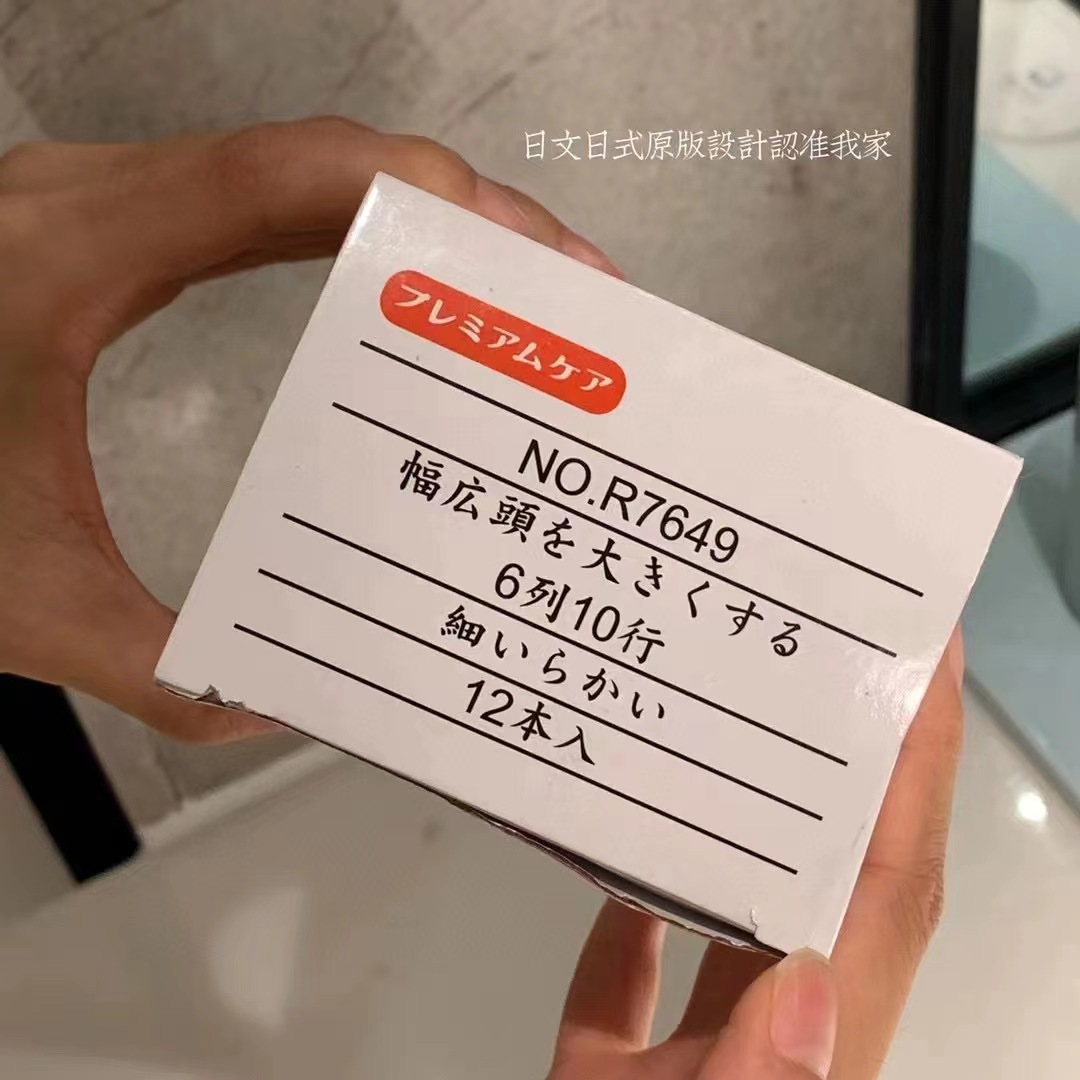 日文日式原版設計認准我家
プレミアムケア
NO.R7649
幅広頭を大きくする
6列10行
細いらかい
12本入